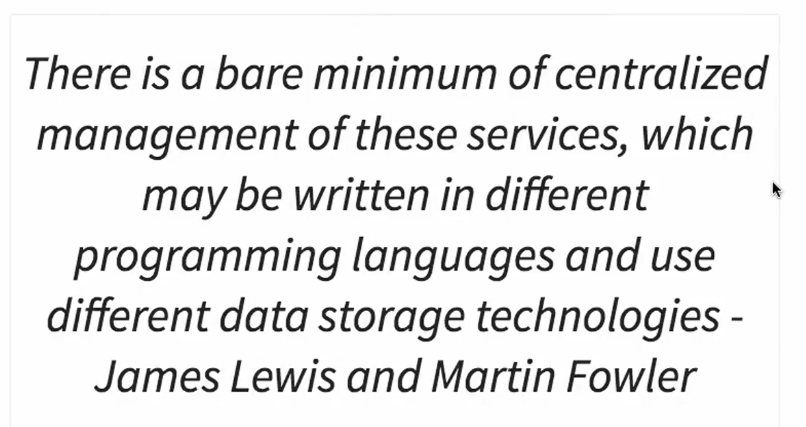 There is a bare minimum of centralized
management of these services, which
may be written in different
programming languages and use
different data storage technologies -
James Lewis and Martin Fowler